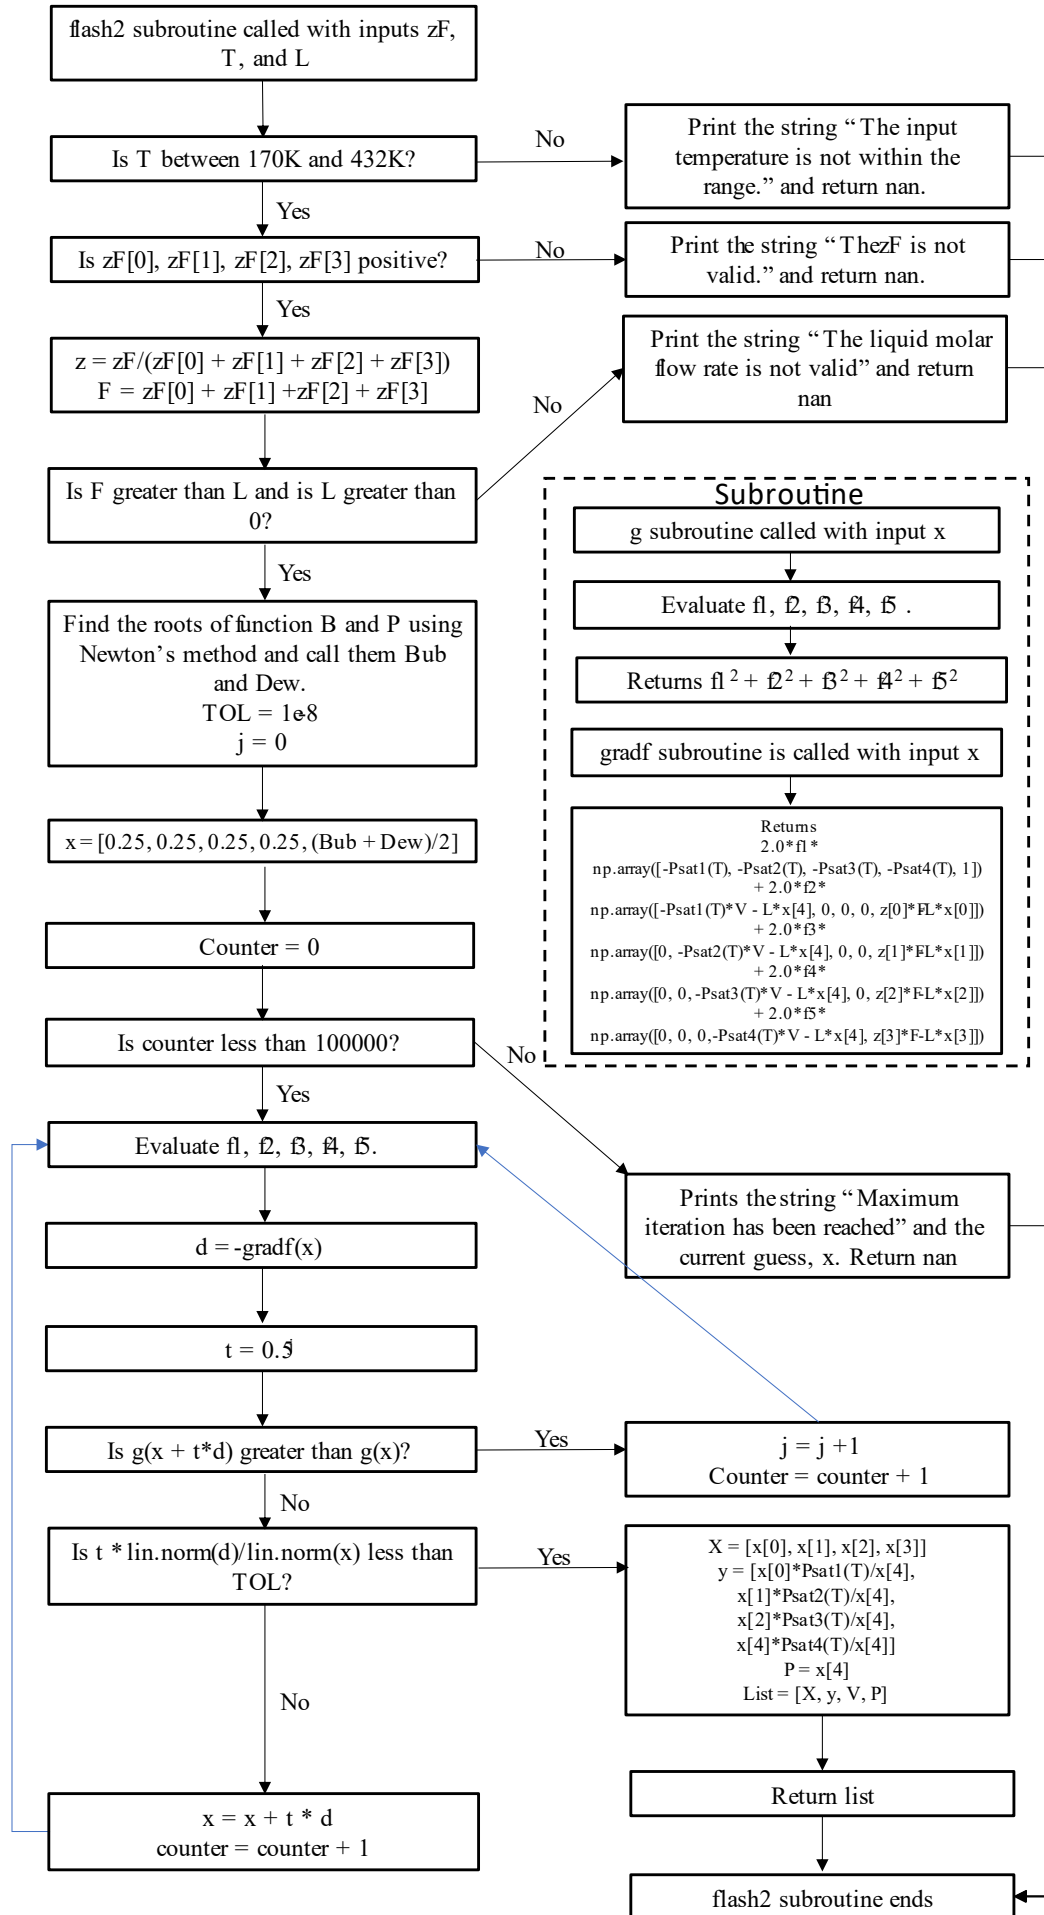 flash2 subroutine called with inputs zF,
T, and L
Is T between 170K and 432K?
No
Print the string “The input
temperature is not within the
range.” and return nan.
Yes
Is zF[0], zF[1], zF[2], zF[3] positive?
No
Print the string “ThezF is not
valid.” and return nan.
Yes
z = zF/(zF[0] + zF[1] + zF[2] + zF[3])
F = zF[0] + zF[1] +zF[2] + zF[3]
No
Print the string “The liquid molar
flow rate is not valid” and return
nan
Is F greater than L and is L greater than
0?
Yes
Find the roots of function B and P using
Newton’s method and call them Bub
and Dew.
TOL = 1e-8
j = 0
x = [0.25, 0.25, 0.25, 0.25, (Bub + Dew)/2]
Counter = 0
Is counter less than 100000?
No
Yes
Subroutine
g subroutine called with input x
Evaluate f1, f2, f3, f4, f5 .
Returns f1² + f2² + f3² + f4² + f5²
gradf subroutine is called with input x
Returns
2.0*f1*
np.array([-Psat1(T), -Psat2(T), -Psat3(T), -Psat4(T), 1])
+ 2.0*f2*
np.array([-Psat1(T)*V - L*x[4], 0, 0, 0, z[0]*F-L*x[0]])
+ 2.0*f3*
np.array([0, -Psat2(T)*V - L*x[4], 0, 0, z[1]*F-L*x[1]])
+ 2.0*f4*
np.array([0, 0, -Psat3(T)*V - L*x[4], 0, z[2]*F-L*x[2]])
+ 2.0*f5*
np.array([0, 0, 0,-Psat4(T)*V - L*x[4], z[3]*F-L*x[3]])
Evaluate f1, f2, f3, f4, f5.
Prints the string “Maximum
iteration has been reached” and the
current guess, x. Return nan
d = -gradf(x)
t = 0.5ʲ
Is g(x + t*d) greater than g(x)?
Yes
j = j +1
Counter = counter + 1
No
Is t * lin.norm(d)/lin.norm(x) less than
TOL?
Yes
X = [x[0], x[1], x[2], x[3]]
y = [x[0]*Psat1(T)/x[4],
x[1]*Psat2(T)/x[4],
x[2]*Psat3(T)/x[4],
x[4]*Psat4(T)/x[4]]
P = x[4]
List = [X, y, V, P]
No
Return list
x = x + t * d
counter = counter + 1
flash2 subroutine ends